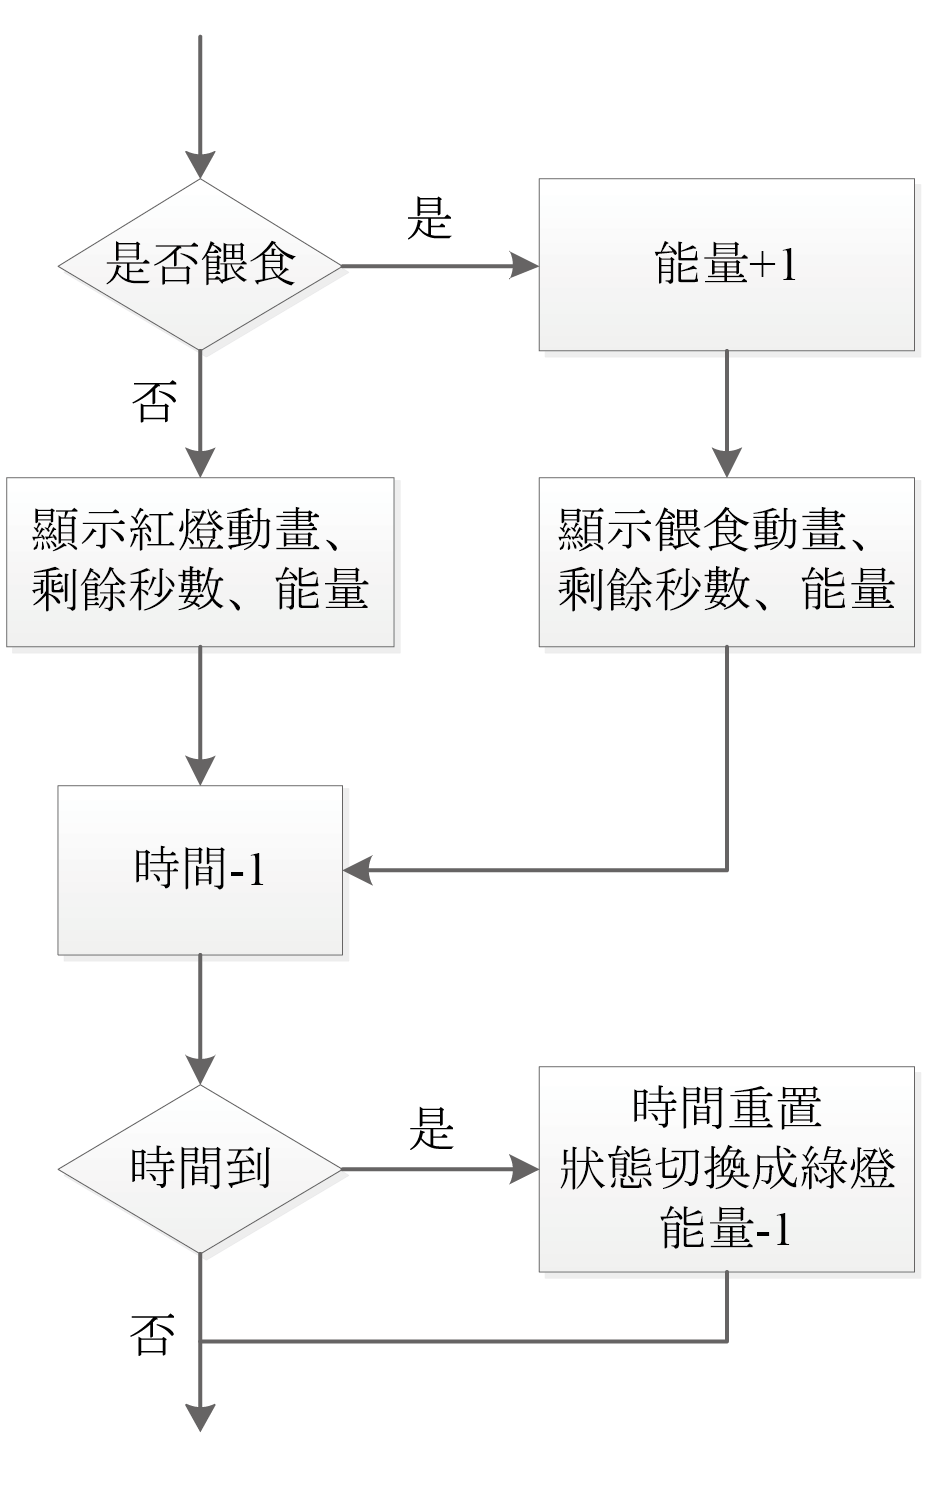 是否餵食
是
能量+1
否
顯示紅燈動畫、
剩餘秒數、能量
顯示餵食動畫、
剩餘秒數、能量
時間-1
時間到
是
時間重置
狀態切換成綠燈
能量-1
否